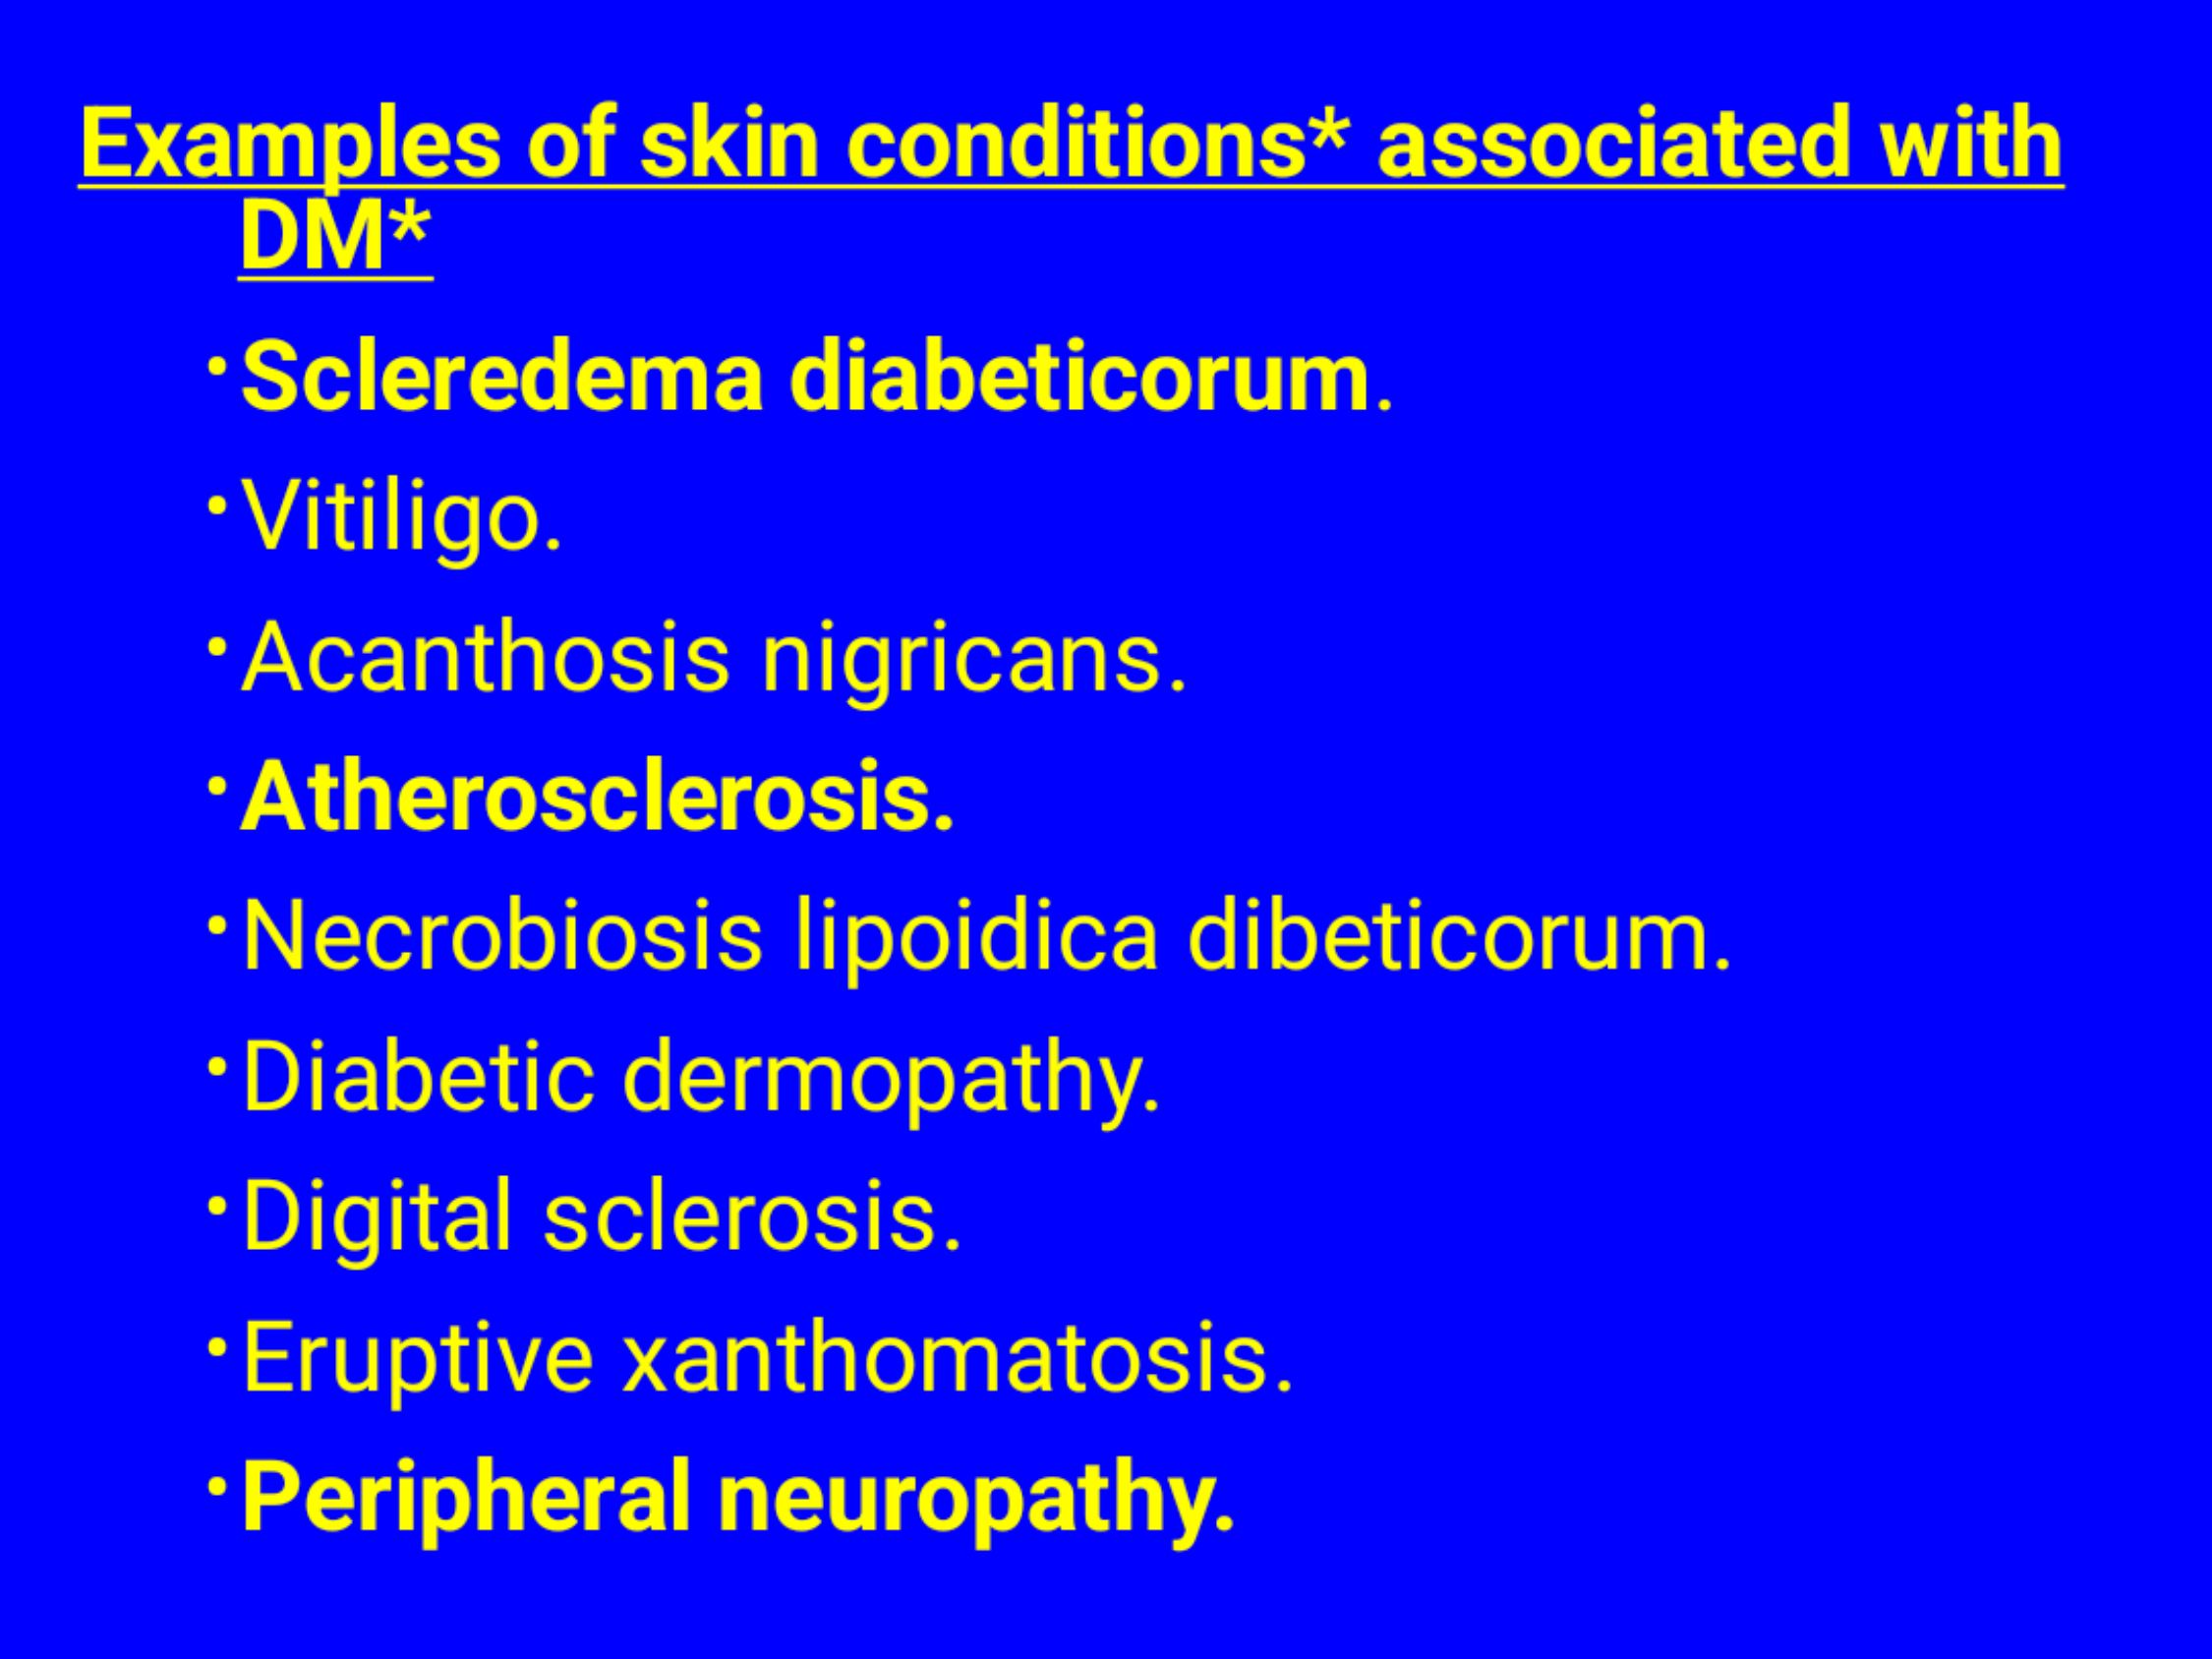 Examples of skin conditions* associated with
DM*
•Scleredema diabeticorum.
•Vitiligo.
•Acanthosis nigricans.
•Atherosclerosis.
•Necrobiosis lipoidica dibeticorum.
•Diabetic dermopathy.
•Digital sclerosis.
•Eruptive xanthomatosis.
•Peripheral neuropathy.